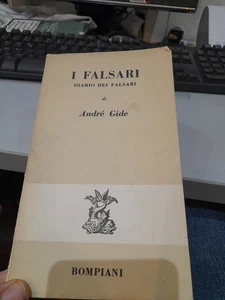 I FALSARI
DIARIO DEI FALSARI
di
André Gide
BOMPIANI